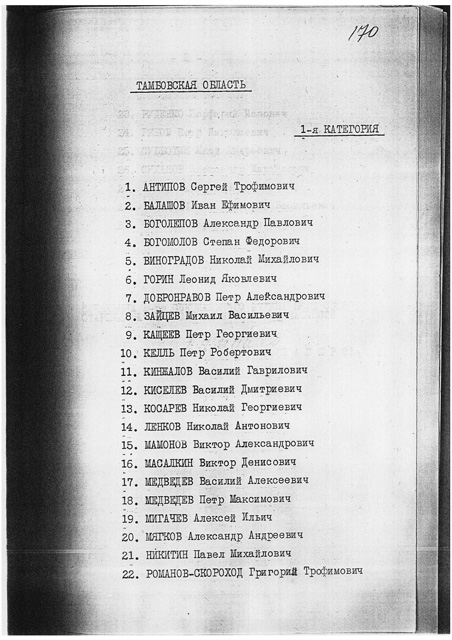 170
ТАМБОВСКАЯ ОБЛАСТЬ
1-я КАТЕГОРИЯ
1. АНТИПОВ Сергей Трофимович
2. БАЛАШОВ Иван Ефимович
3. БОГОЛЕПОВ Александр Павлович
4. БОГОМОЛОВ Степан Федорович
5. ВИНОГРАДОВ Николай Михайлович
6. ГОРИН Леонид Яковлевич
7. ДОБРОНРАВОВ Петр Александрович
8. ЗАЙЦЕВ Михаил Васильевич
9. КАЩЕЕВ Петр Георгиевич
10. КЕЛЛЬ Петр Робертович
11. КИНЖАЛОВ Василий Гаврилович
12. КИСЕЛЕВ Василий Дмитриевич
13. КОСАРЕВ Николай Георгиевич
14. ЛЕНКОВ Николай Антонович
15. МАМОНОВ Виктор Александрович
16. МАСАЛКИН Виктор Денисович
17. МЕДВЕДЕВ Василий Алексеевич
18. МЕДВЕДЕВ Петр Максимович
19. МИГАЧЕВ Алексей Ильич
20. МЯГКОВ Александр Андреевич
21. НИКИТИН Павел Михайлович
22. РОМАНОВ-СКОРОХОД Григорий Трофимович